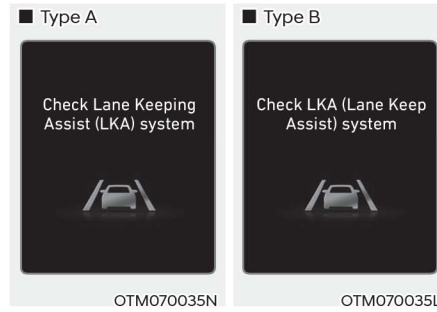 ■ Type A
Check Lane Keeping
Assist (LKA) system
OTM070035N
■ Type B
Check LKA (Lane Keep
Assist) system
OTM070035L